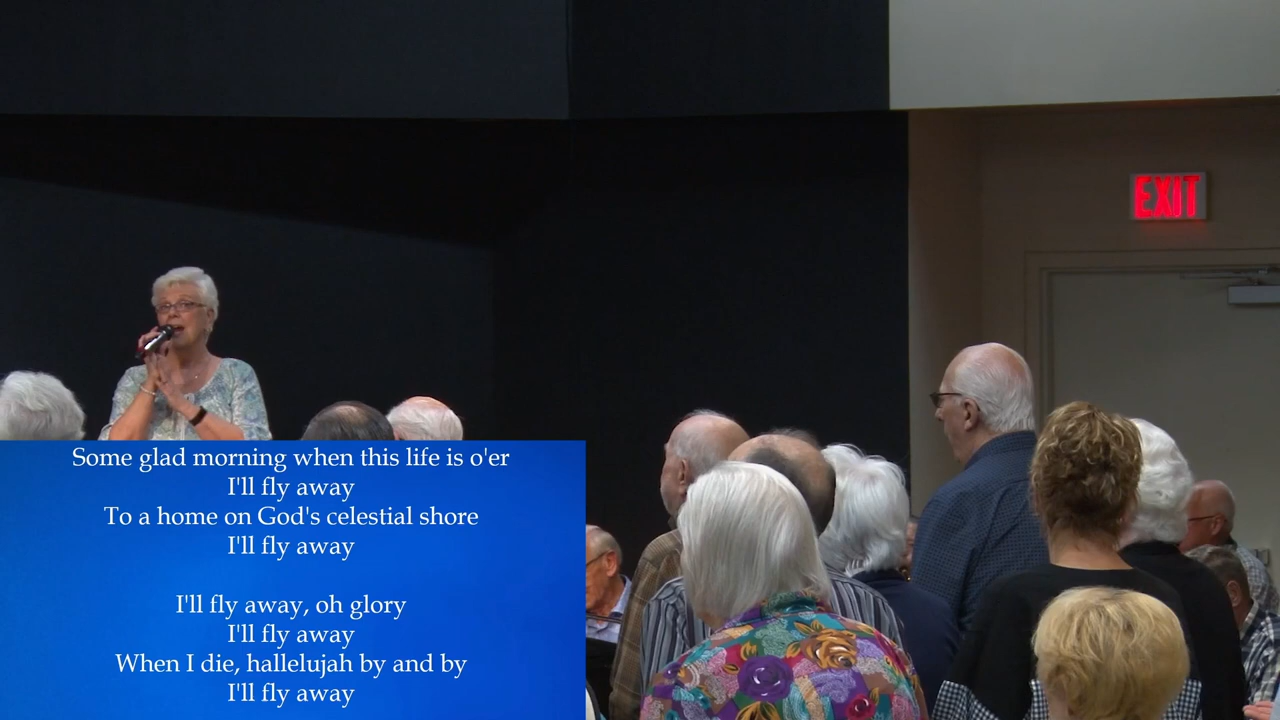 EXIT
Some glad morning when this life is o'er
I'll fly away
To a home on God's celestial shore
I'll fly away
I'll fly away, oh glory
I'll fly away
When I die, hallelujah by and by
I'll fly away